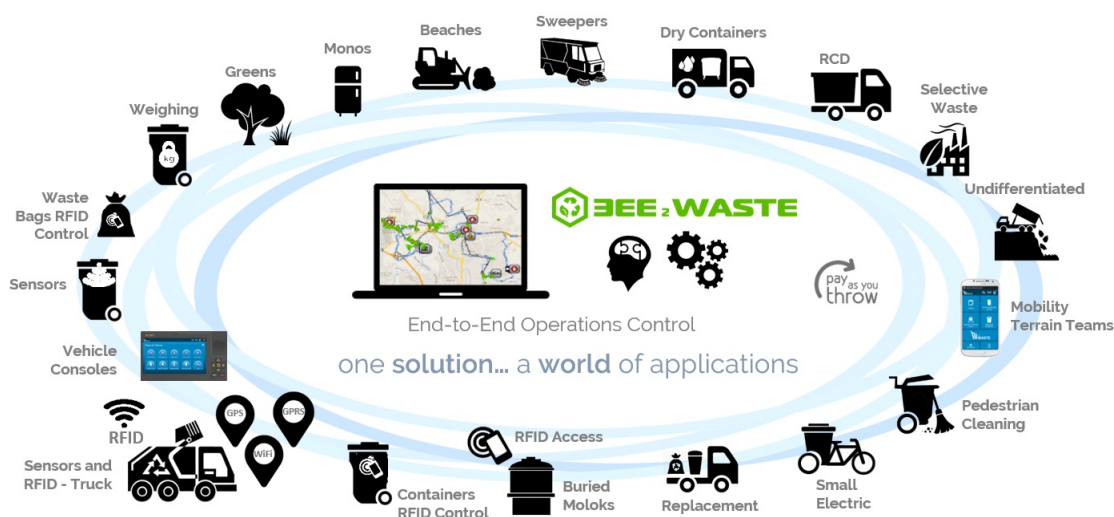 Sweepers
Beaches
Dry Containers
Monos
RCD
Greens
Selective
Waste
Weighing
kg
Undifferentiated
Waste
Bags RFID
Control
BEE2WASTE
Sensors
pay
as you
throw
Mobility
Terrain Teams
End-to-End Operations Control
Vehicle
Consoles
one solution... a world of applications
Pedestrian
Cleaning
GPS
GPRS
RFID
WiFi
RFID Access
Sensors and
RFID - Truck
Containers
RFID Control
Buried
Moloks
Replacement
Small
Electric